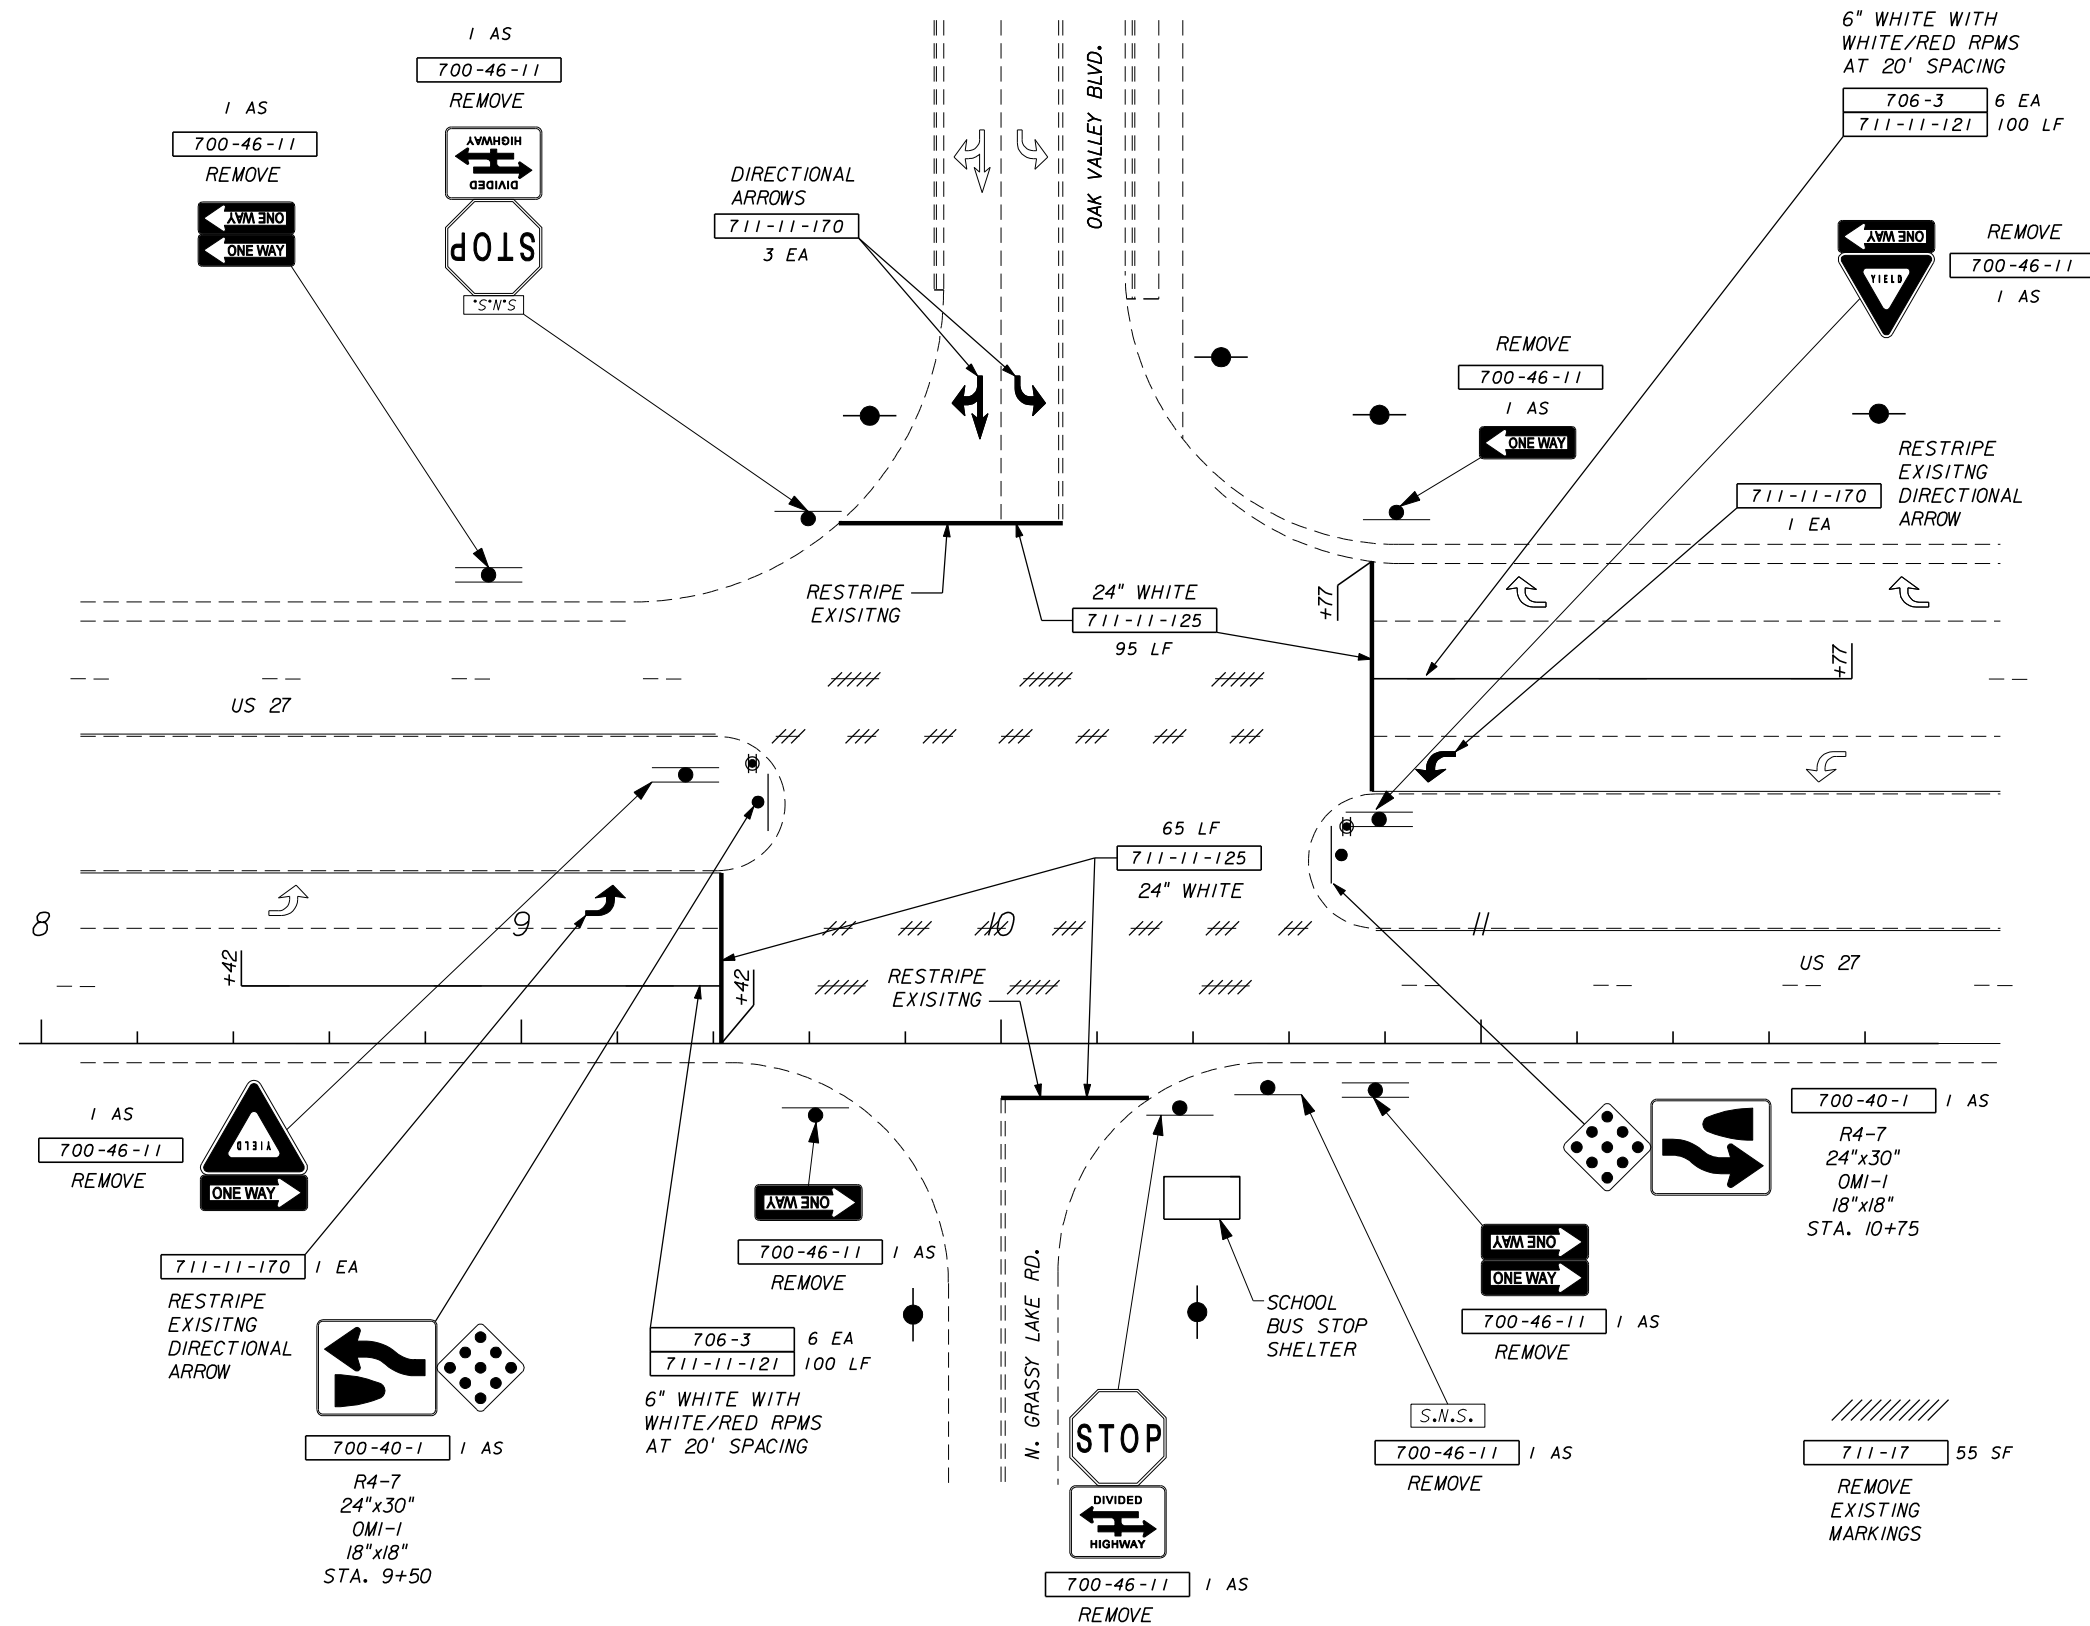 1 AS
700-46-11
REMOVE
DIVIDED
HIGHWAY
STOP
S.N.S.
1 AS
700-46-11
REMOVE
ONE WAY
ONE WAY
DIRECTIONAL
ARROWS
711-11-170
3 EA
OAK VALLEY BLVD.
6" WHITE WITH
WHITE/RED RPMS
AT 20' SPACING
706-3 6 EA
711-11-121 100 LF
ONE WAY
YIELD
REMOVE
700-46-11
1 AS
REMOVE
700-46-11
1 AS
ONE WAY
711-11-170
1 EA
RESTRIPE
EXISITNG
DIRECTIONAL
ARROW
RESTRIPE
EXISITNG
24" WHITE
711-11-125
95 LF
+77
+77
US 27
65 LF
711-11-125
24" WHITE
8
9
10
11
+42
+42
RESTRIPE
EXISITNG
US 27
1 AS
700-46-11
REMOVE
YIELD
ONE WAY
711-11-170 1 EA
RESTRIPE
EXISITNG
DIRECTIONAL
ARROW
700-40-1 1 AS
R4-7
24"x30"
OM1-1
18"x18"
STA. 9+50
ONE WAY
700-46-11 1 AS
REMOVE
706-3 6 EA
711-11-121 100 LF
6" WHITE WITH
WHITE/RED RPMS
AT 20' SPACING
N. GRASSY LAKE RD.
SCHOOL
BUS STOP
SHELTER
STOP
DIVIDED
HIGHWAY
700-46-11 1 AS
REMOVE
S.N.S.
700-46-11 1 AS
REMOVE
ONE WAY
ONE WAY
700-46-11 1 AS
REMOVE
700-40-1 1 AS
R4-7
24"x30"
OM1-1
18"x18"
STA. 10+75
711-17 55 SF
REMOVE
EXISTING
MARKINGS